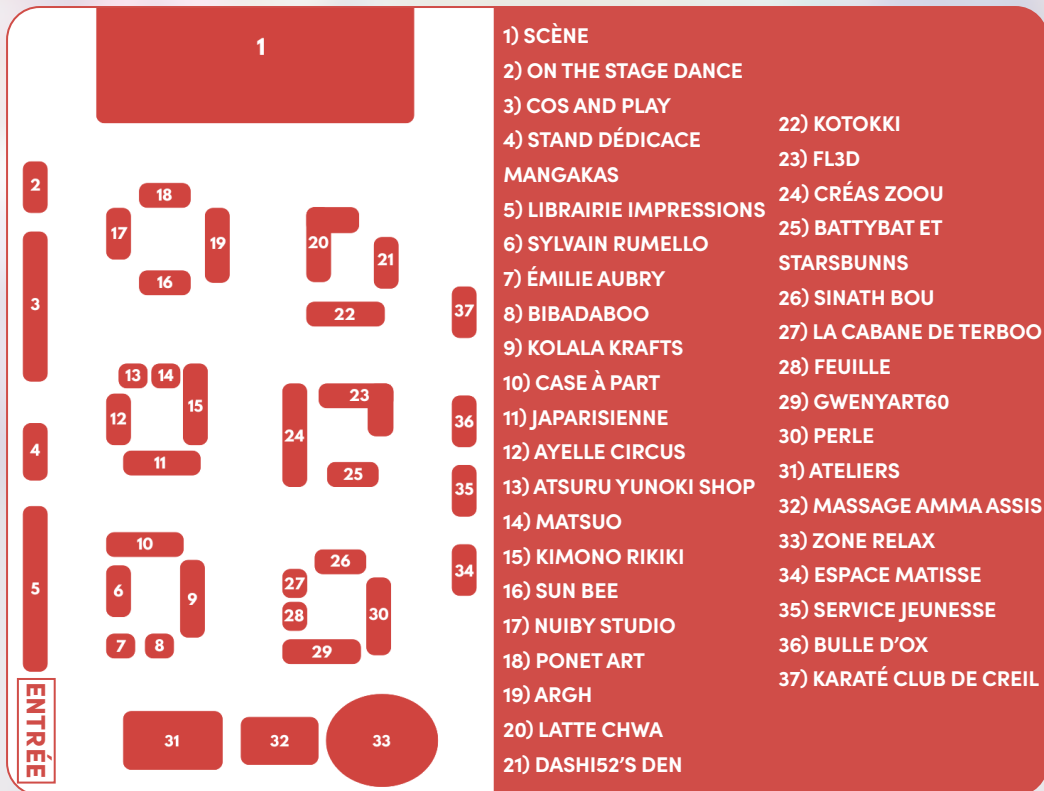 1
2
18
17
19
20
21
16
3
22
37
13
14
12
15
23
24
36
4
11
25
35
10
26
34
5
6
9
27
30
28
7
8
29
ENTRÉE
31
32
33
1) SCÈNE
2) ON THE STAGE DANCE
3) COS AND PLAY
4) STAND DÉDICACE
MANGAKAS
5) LIBRAIRIE IMPRESSIONS
6) SYLVAIN RUMELLO
7) ÉMILIE AUBRY
8) BIBADABOO
9) KOLALA KRAFTS
10) CASE À PART
11) JAPARISIENNE
12) AYELLE CIRCUS
13) ATSURU YUNOKI SHOP
14) MATSUO
15) KIMONO RIKIKI
16) SUN BEE
17) NUIBY STUDIO
18) PONET ART
19) ARGH
20) LATTE CHWA
21) DASHI52'S DEN
22) KOTOKKI
23) FL3D
24) CRÉAS ZOOU
25) BATTYBAT ET
STARSBUNNS
26) SINATH BOU
27) LA CABANE DE TERBOO
28) FEUILLE
29) GWENYART60
30) PERLE
31) ATELIERS
32) MASSAGE AMMA ASSIS
33) ZONE RELAX
34) ESPACE MATISSE
35) SERVICE JEUNESSE
36) BULLE D'OX
37) KARATÉ CLUB DE CREIL